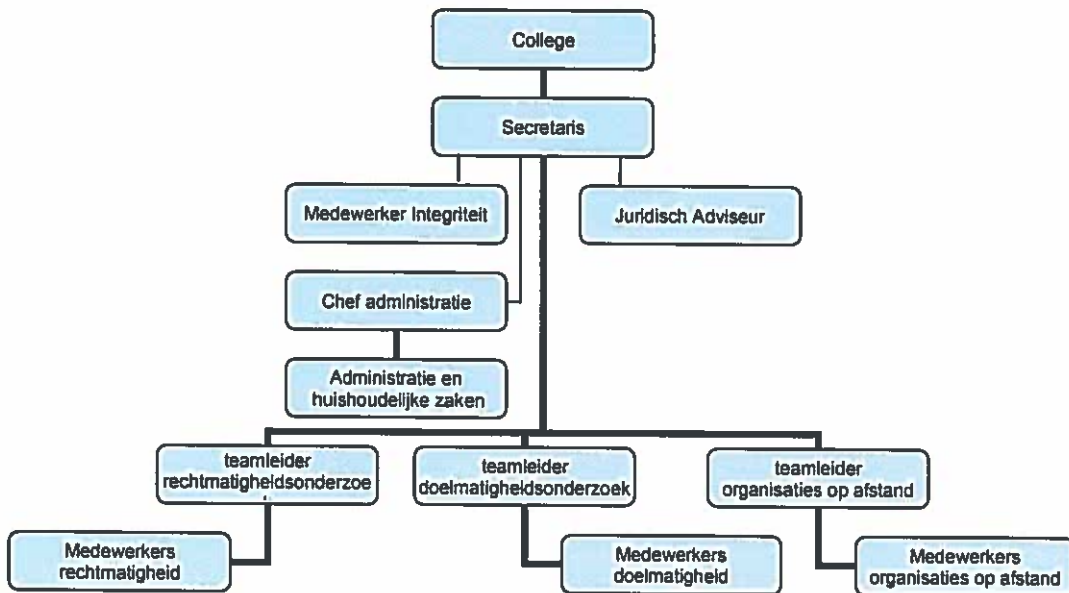 College
Secretaris
Medewerker Integriteit
Juridisch Adviseur
Chef administratie
Administratie en
huishoudelijke zaken
teamleider
rechtmatigheidsonderzoe
teamleider
doelmatigheidsonderzoek
teamleider
organisaties op afstand
Medewerkers
rechtmatigheid
Medewerkers
doelmatigheid
Medewerkers
organisaties op afstand